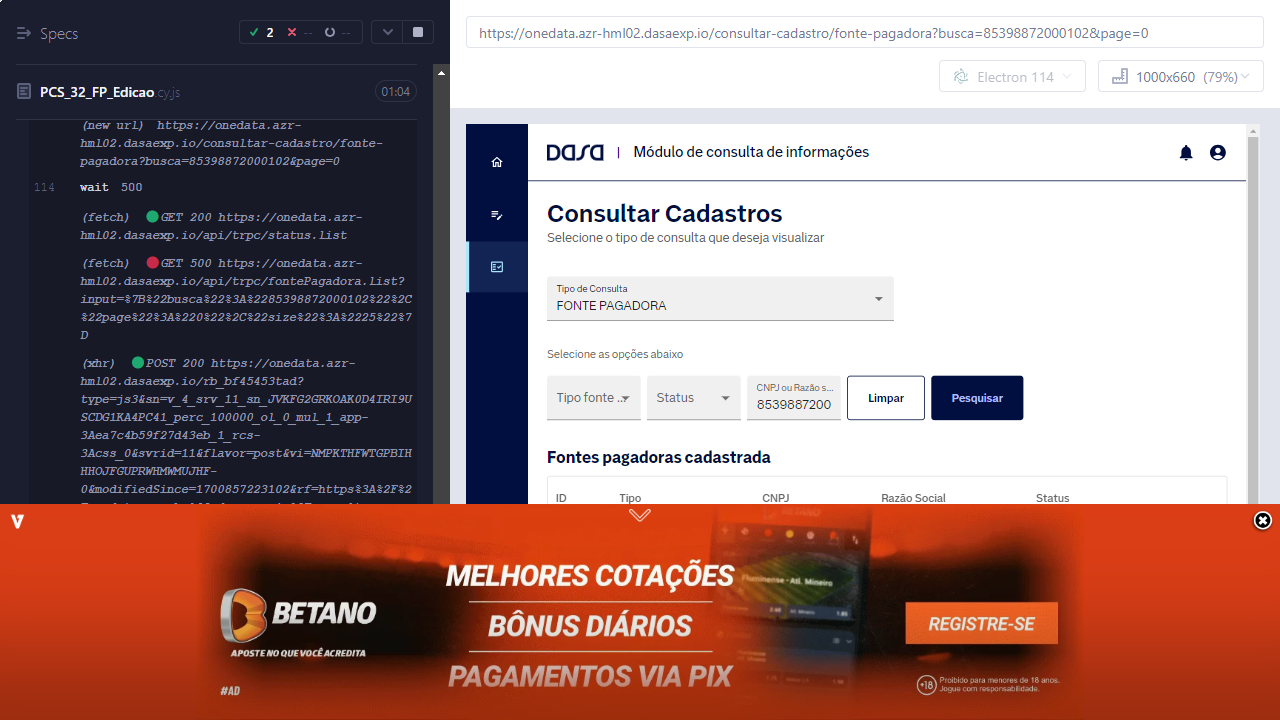 Specs
2
--
--
PCS_32_FP_Edicao.cy.js
01:04
(new url) https://onedata.azr-
hml02.dasaexp.io/consultar-cadastro/fonte-
pagadora?busca=85398872000102&page=0
114 wait 500
(fetch) GET 200 https://onedata.azr-
hml02.dasaexp.io/api/trpc/status.list
(fetch) GET 500 https://onedata.azr-
hml02.dasaexp.io/api/trpc/fontePagadora.list?
input=%7B%22busca%22%3A%2285398872000102%22%2C
%22page%22%3A%220%22%2C%22size%22%3A%2225%22%7
D
(xhr) POST 200 https://onedata.azr-
hml02.dasaexp.io/rb_bf45453tad?
type=js3&sn=v_4_srv_11_sn_JVKFG2GRKOAK0D4IRI9U
USCDG1KA4PC41_perc_100000_ol_0_mul_1_app-
3Aea7c4b59f27d43eb_1_rcs-
3Acss_0&svrid=11&flavor=post&vi=NMPKTHFWTGPBIH
HHOJFGUPRWHMWMUJHF-
0&modifiedSince=1700857223102&rf=https%3A%2F%2
https://onedata.azr-hml02.dasaexp.io/consultar-cadastro/fonte-pagadora?busca=85398872000102&page=0
Electron 114
1000x660 (79%)
DASA | Módulo de consulta de informações
Consultar Cadastros
Selecione o tipo de consulta que deseja visualizar
Tipo de Consulta
FONTE PAGADORA
Selecione as opções abaixo
Tipo fonte ...
Status
CNPJ ou Razão s...
8539887200
Limpar
Pesquisar
Fontes pagadoras cadastrada
ID Tipo CNPJ Razão Social Status
V
BETANO
APOSTE NO QUE VOCÊ ACREDITA
#AD
MELHORES COTAÇÕES
BÔNUS DIÁRIOS
PAGAMENTOS VIA PIX
BETANO
Fluminense - Atl. Mineiro
REGISTRE-SE
+18 Proibido para menores de 18 anos.
Jogue com responsabilidade.